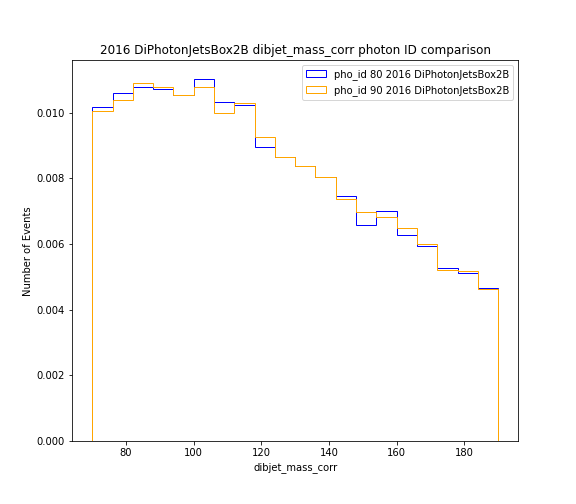 2016 DiPhotonJetsBox2B dibjet_mass_corr photon ID comparison
pho_id 80 2016 DiPhotonJetsBox2B
pho_id 90 2016 DiPhotonJetsBox2B
Number of Events
0.010
0.008
0.006
0.004
0.002
0.000
80
100
120
140
160
180
dibjet_mass_corr